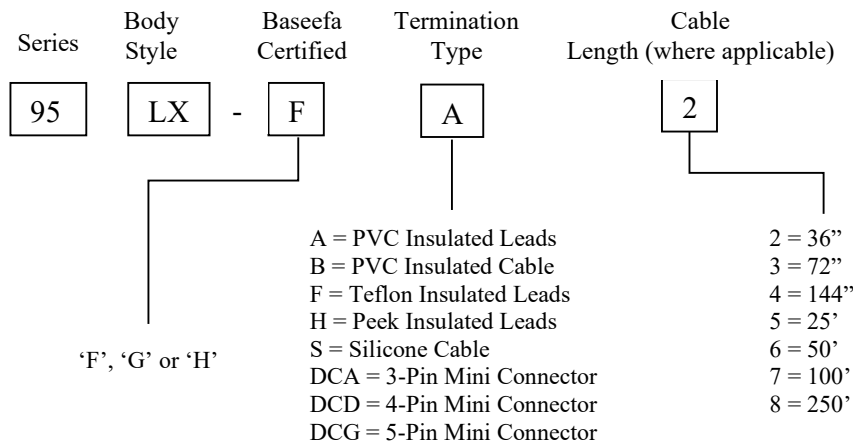 Series
Body
Style
Baseefa
Certified
Termination
Type
Cable
Length (where applicable)
95 LX - F A 2
A = PVC Insulated Leads
B = PVC Insulated Cable
F = Teflon Insulated Leads
H = Peek Insulated Leads
S = Silicone Cable
DCA = 3-Pin Mini Connector
DCD = 4-Pin Mini Connector
DCG = 5-Pin Mini Connector
2 = 36”
3 = 72”
4 = 144”
5 = 25’
6 = 50’
7 = 100’
8 = 250’
‘F’, ‘G’ or ‘H’